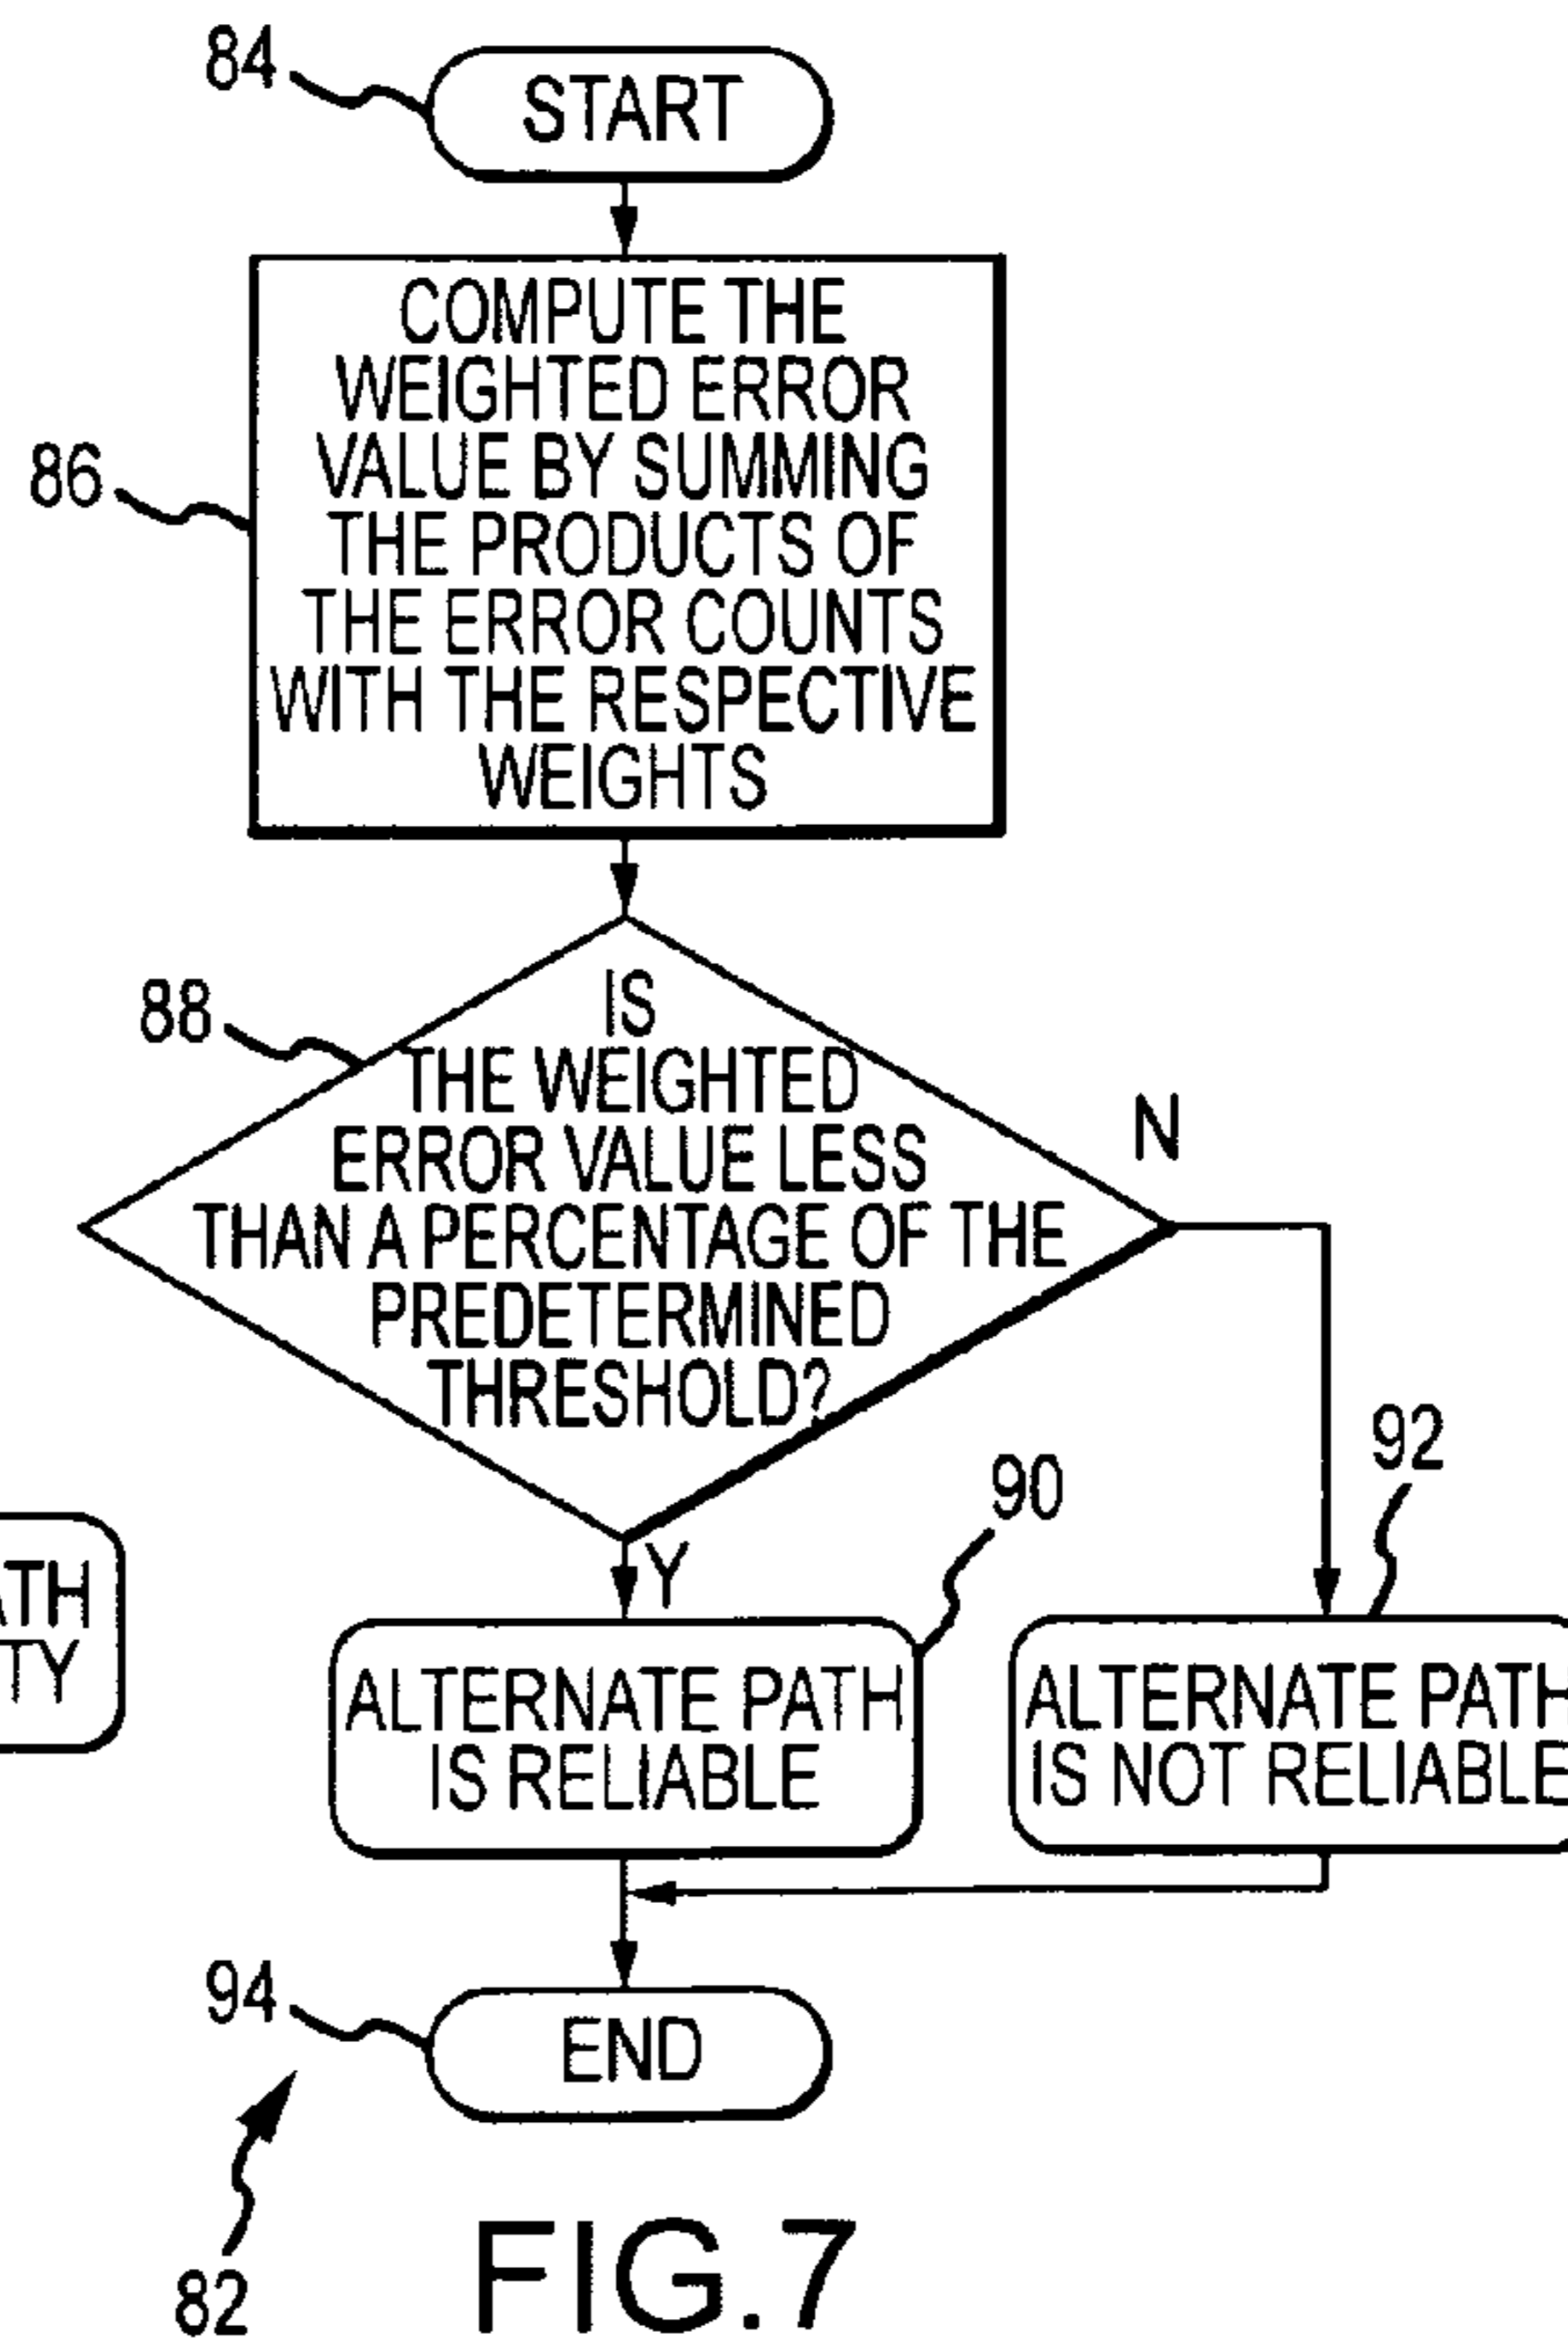 84
START
COMPUTE THE
WEIGHTED ERROR
VALUE BY SUMMING
THE PRODUCTS OF
THE ERROR COUNTS
WITH THE RESPECTIVE
WEIGHTS
86
88
IS
THE WEIGHTED
ERROR VALUE LESS
THAN A PERCENTAGE OF THE
PREDETERMINED
THRESHOLD?
N
Y
90
92
ALTERNATE PATH
IS RELIABLE
ALTERNATE PATH
IS NOT RELIABLE
94
END
82
FIG.7